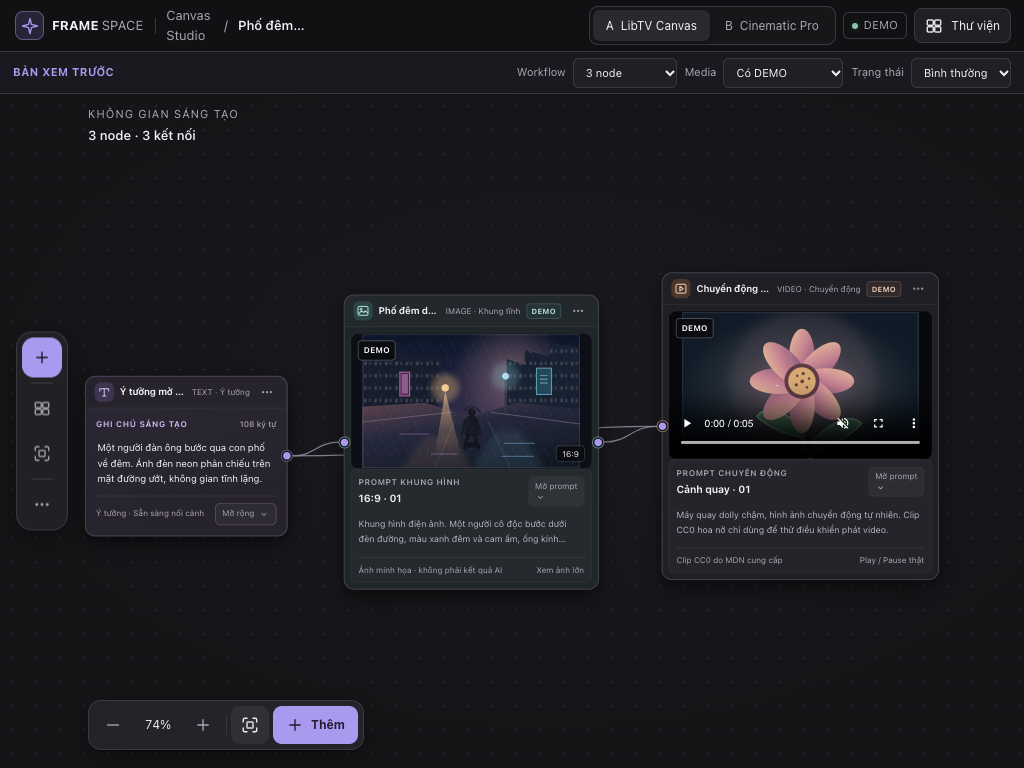 FRAME SPACE
Canvas
Studio
/
Phố đêm...
A LibTV Canvas
B Cinematic Pro
DEMO
Thư viện
BẢN XEM TRƯỚC
Workflow
3 node
Media
Có DEMO
Trạng thái
Bình thường
KHÔNG GIAN SÁNG TẠO
3 node · 3 kết nối
Ý tưởng mở ...
TEXT · Ý tưởng
GHI CHÚ SÁNG TẠO
108 ký tự
Một người đàn ông bước qua con phố
về đêm. Ánh đèn neon phản chiếu trên
mặt đường ướt, không gian tĩnh lặng.
Ý tưởng · Sẵn sàng nối cảnh
Mở rộng
Phố đêm d...
IMAGE · Khung tĩnh
DEMO
DEMO
16:9
PROMPT KHUNG HÌNH
16:9 · 01
Mở prompt
Khung hình điện ảnh. Một người cô độc bước dưới
đèn đường, màu xanh đêm và cam ấm, ống kính...
Ảnh minh họa · không phải kết quả AI
Xem ảnh lớn
Chuyển động ...
VIDEO · Chuyển động
DEMO
DEMO
0:00 / 0:05
PROMPT CHUYỂN ĐỘNG
Cảnh quay · 01
Mở prompt
Máy quay dolly chậm, hình ảnh chuyển động tự nhiên. Clip
CC0 hoa nở chỉ dùng để thử điều khiển phát video.
Clip CC0 do MDN cung cấp
Play / Pause thật
74%
Thêm